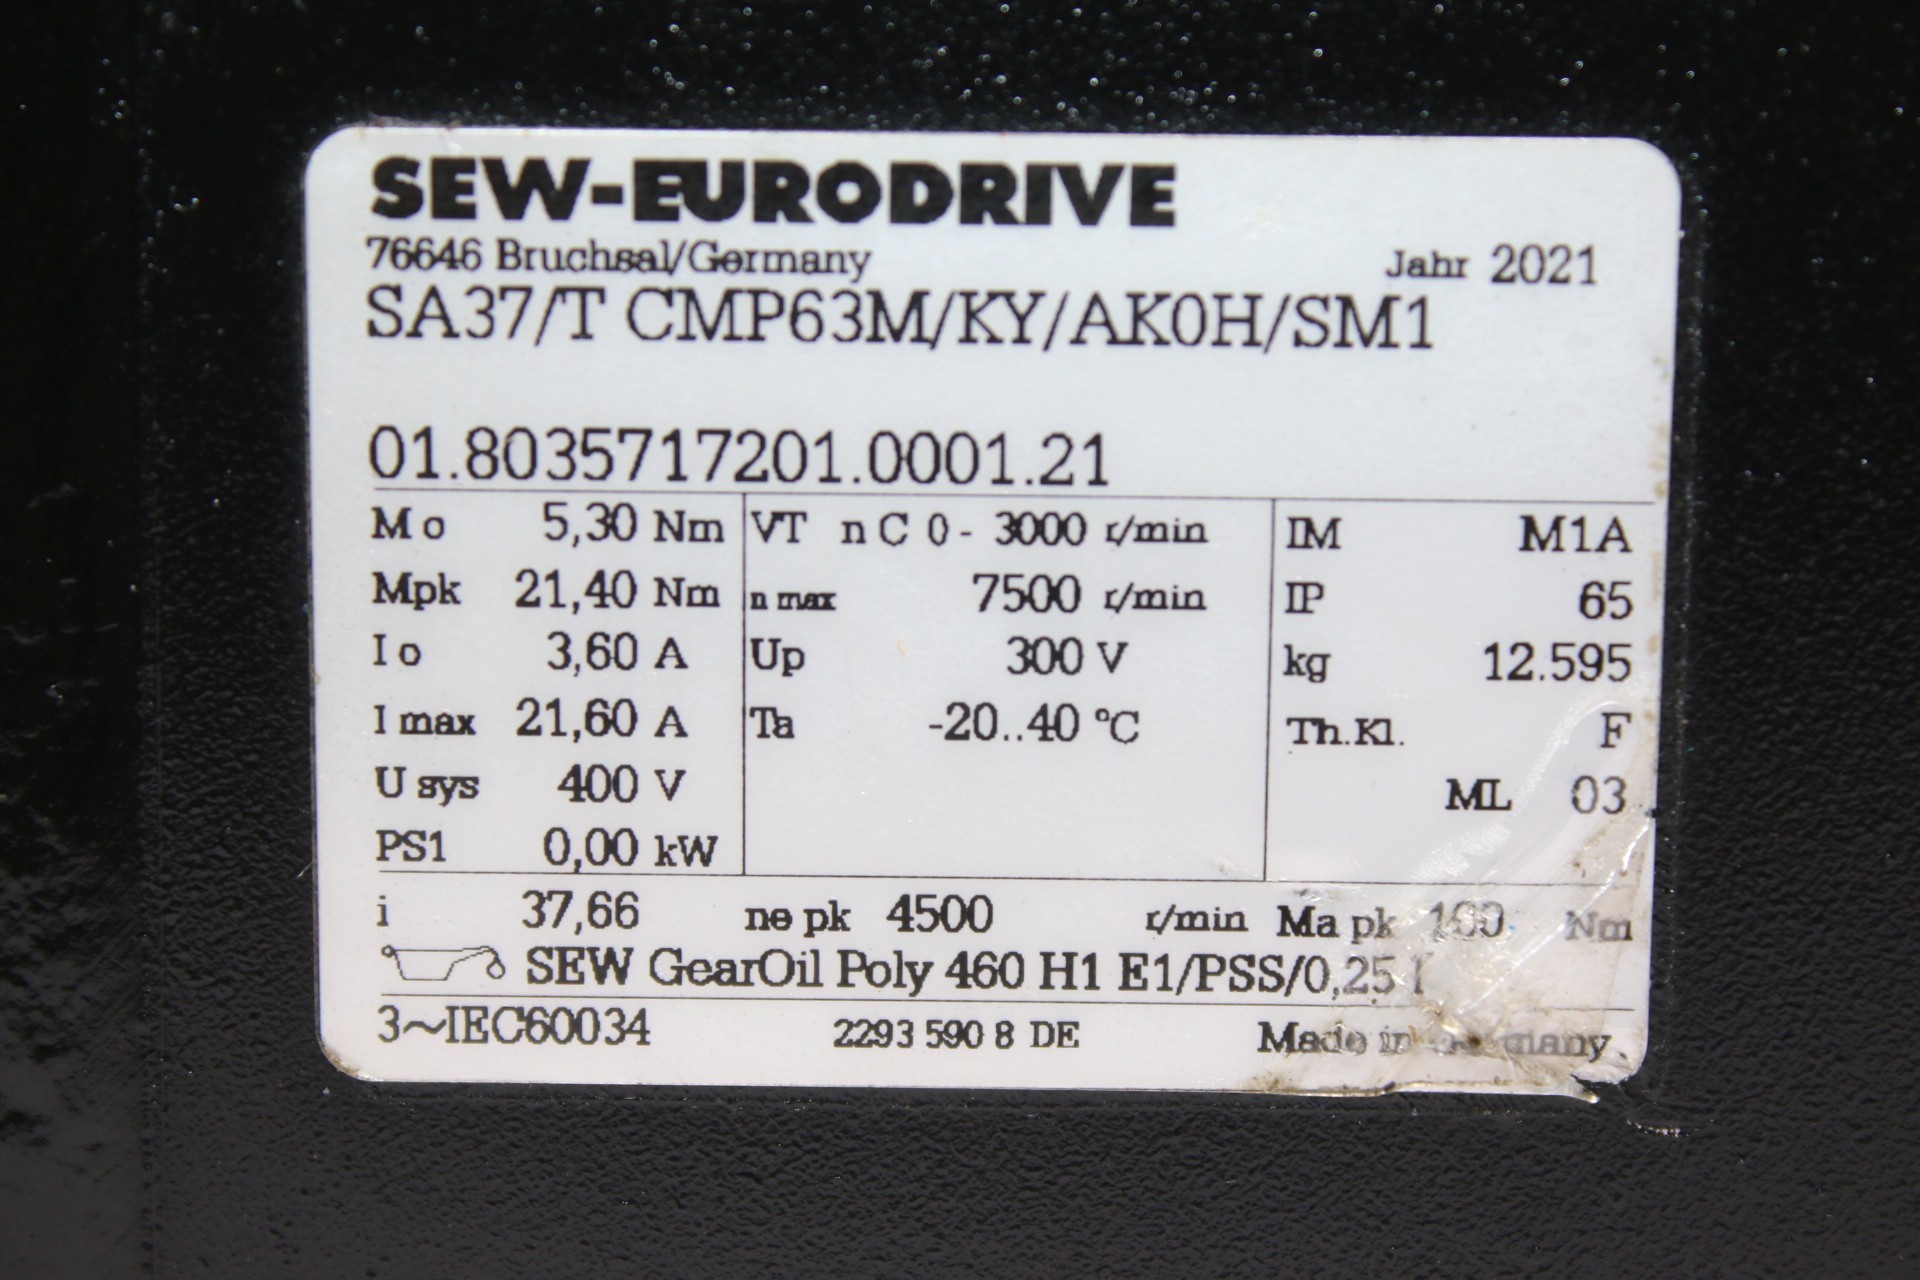 SEW-EURODRIVE
76646 Bruchsal/Germany Jahr 2021
SA37/T CMP63M/KY/AK0H/SM1
01.8035717201.0001.21
Mo 5,30 Nm VT nC 0 - 3000 r/min IM M1A
Mpk 21,40 Nm n max 7500 r/min IP 65
Io 3,60 A Up 300 V kg 12.595
I max 21,60 A Ta -20..40 °C Th.Kl. F
U sys 400 V ML 03
PS1 0,00 kW
i 37,66 ne pk 4500 r/min Ma pk 100 Nm
SEW GearOil Poly 460 H1 E1/PSS/0,25 l
3~IEC60034 2293 590 8 DE Made in Germany